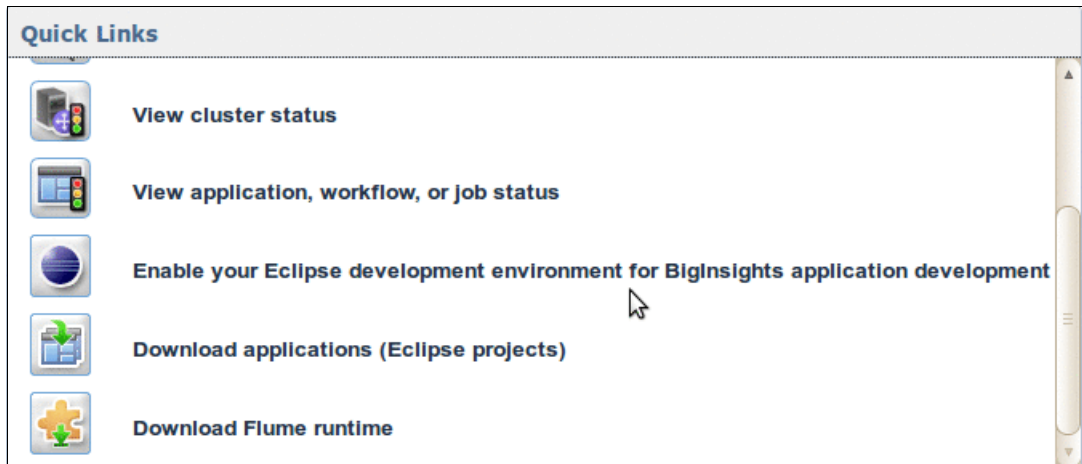 Quick Links
View cluster status
View application, workflow, or job status
Enable your Eclipse development environment for BigInsights application development
Download applications (Eclipse projects)
Download Flume runtime